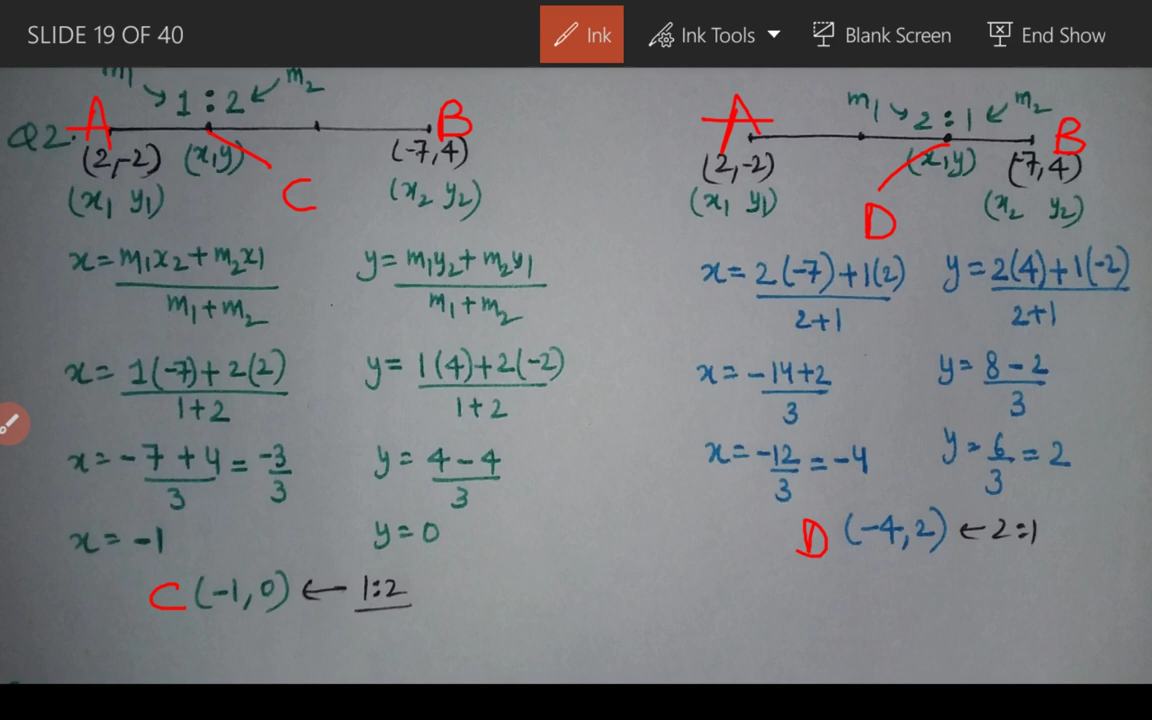 SLIDE 19 OF 40
Ink
Ink Tools
Blank Screen
End Show
m1 → 1 : 2 ← m2
Q2. A B
(2,-2) (x,y) (-7,4)
C
(x1 y1) (x2 y2)
x = m1x2 + m2x1 / m1 + m2
y = m1y2 + m2y1 / m1 + m2
x = 1(-7) + 2(2) / 1+2
y = 1(4) + 2(-2) / 1+2
x = -7 + 4 / 3 = -3/3
y = 4 - 4 / 3
x = -1
y = 0
C (-1, 0) ← 1:2
m1 → 2 : 1 ← m2
A B
(2,-2) (x,y) (-7,4)
D
(x1 y1) (x2 y2)
x = 2(-7) + 1(2) / 2+1
y = 2(4) + 1(-2) / 2+1
x = -14+2 / 3
y = 8 - 2 / 3
x = -12/3 = -4
y = 6/3 = 2
D (-4, 2) ← 2:1